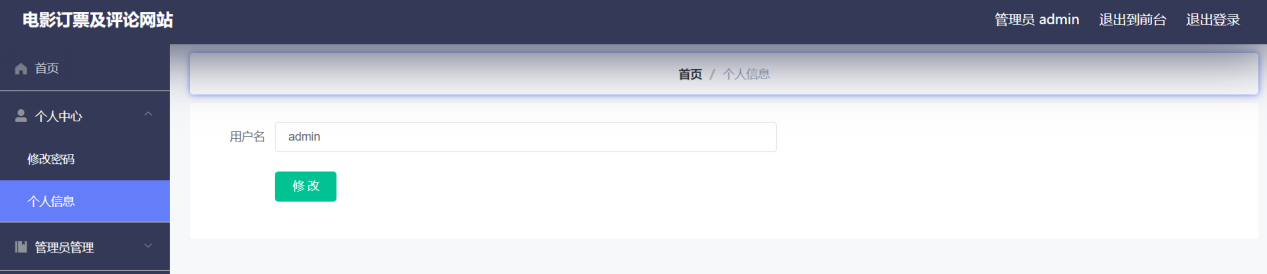 电影订票及评论网站
管理员 admin 退出到前台 退出登录
首页
首页 / 个人信息
个人中心
用户名 admin
修改密码
修 改
个人信息
管理员管理